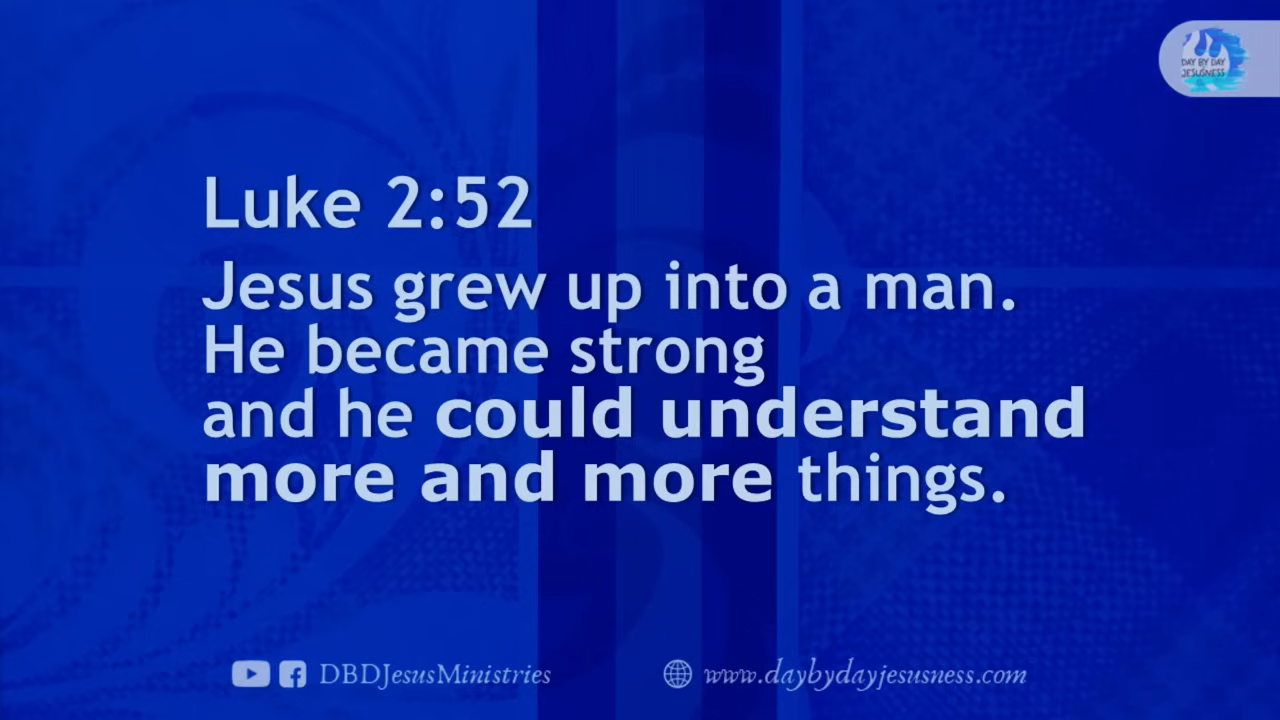 DAY BY DAY
JESUSNESS
Luke 2:52
Jesus grew up into a man.
He became strong
and he could understand
more and more things.
DBDJesusMinistries
www.daybydayjesusness.com